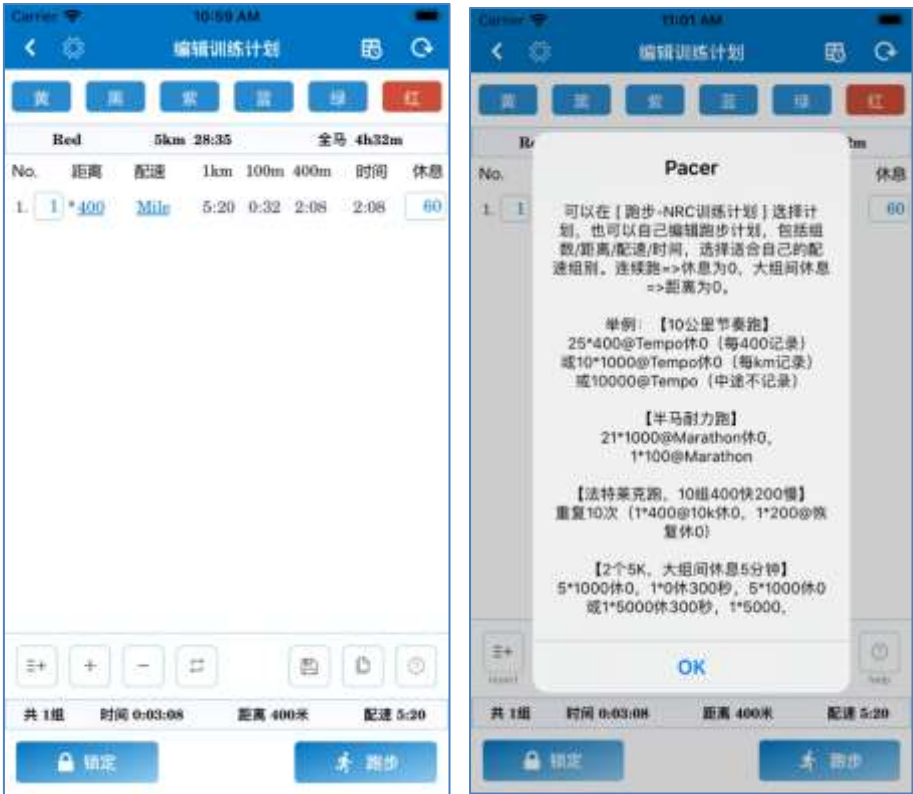 Carrier 10:59 AM
编辑训练计划
黄 黑 紫 蓝 绿 红
Red 5km 28:35 全马 4h32m
No. 距离 配速 1km 100m 400m 时间 休息
1. 1 *400 Mile 5:20 0:32 2:08 2:08 60
共 1组 时间 0:03:08 距离 400米 配速 5:20
锁定 跑步
Carrier 11:01 AM
编辑训练计划
黄 黑 紫 蓝 绿 红
No. 休息
1. 1 60
Pacer
可以在 [ 跑步-NRC训练计划 ] 选择计
划，也可以自己编辑跑步计划，包括组
数/距离/配速/时间，选择适合自己的配
速组别。连续跑=>休息为0，大组间休息
=>距离为0。
举例：【10公里节奏跑】
25*400@Tempo休0（每400记录）
或10*1000@Tempo休0（每km记录）
或10000@Tempo（中途不记录）
【半马耐力跑】
21*1000@Marathon休0，
1*100@Marathon
【法特莱克跑，10组400快200慢】
重复10次（1*400@10k休0，1*200@恢
复休0）
【2个5K，大组间休息5分钟】
5*1000休0，1*0休300秒，5*1000休0
或1*5000休300秒，1*5000。
OK
共 1组 时间 0:03:08 距离 400米 配速 5:20
锁定 跑步